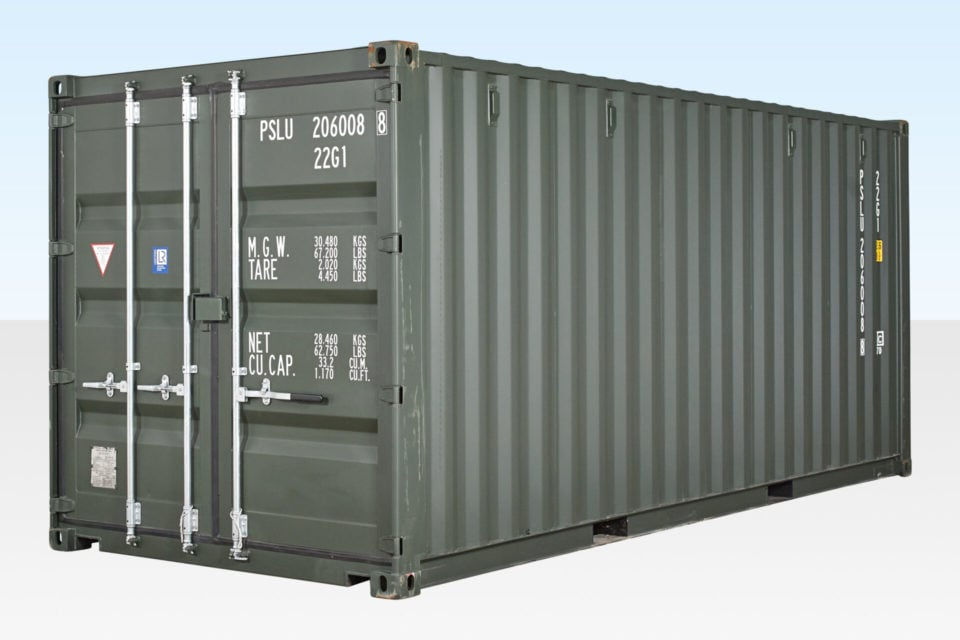 PSLU 206008 8
22G1
M.G.W. 30.480 KGS
67,200 LBS
TARE 2.020 KGS
4.450 LBS
NET 28.460 KGS
62,750 LBS
CU.CAP. 33,2 CU.M.
1.170 CU.FT.
22G1
PSLU 206008 8
LR